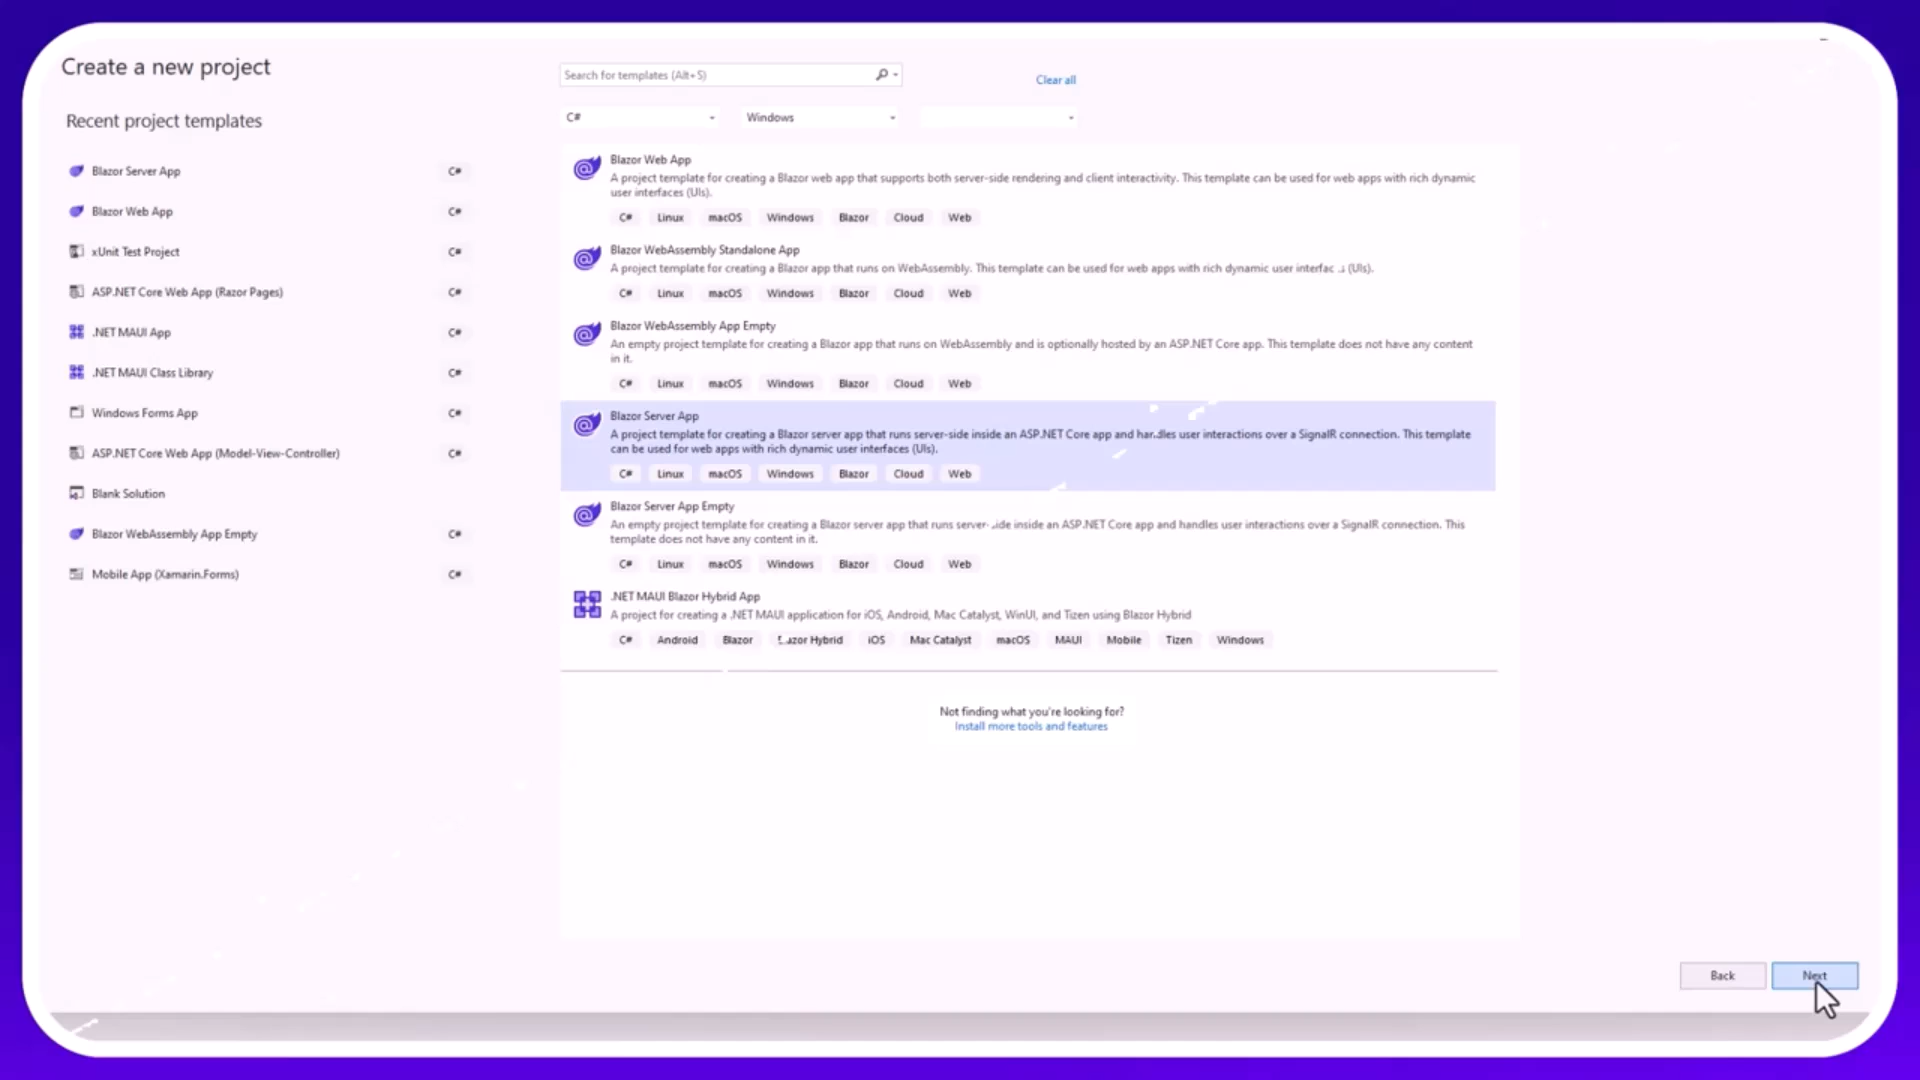 Create a new project
Recent project templates
Blazor Server App C#
Blazor Web App C#
xUnit Test Project C#
ASP.NET Core Web App (Razor Pages) C#
.NET MAUI App C#
.NET MAUI Class Library C#
Windows Forms App C#
ASP.NET Core Web App (Model-View-Controller) C#
Blank Solution
Blazor WebAssembly App Empty C#
Mobile App (Xamarin.Forms) C#
Search for templates (Alt+S)
Clear all
C# Windows
Blazor Web App
A project template for creating a Blazor web app that supports both server-side rendering and client interactivity. This template can be used for web apps with rich dynamic
user interfaces (UIs).
C# Linux macOS Windows Blazor Cloud Web
Blazor WebAssembly Standalone App
A project template for creating a Blazor app that runs on WebAssembly. This template can be used for web apps with rich dynamic user (UIs).
C# Linux macOS Windows Blazor Cloud Web
Blazor WebAssembly App Empty
An empty project template for creating a Blazor app that runs on WebAssembly and is optionally hosted by an ASP.NET Core app. This template does not have any content
in it.
C# Linux macOS Windows Blazor Cloud Web
Blazor Server App
A project template for creating a Blazor server app that runs server-side inside an ASP.NET Core app and handles user interactions over a SignalR connection. This template
can be used for web apps with rich dynamic user interfaces (UIs).
C# Linux macOS Windows Blazor Cloud Web
Blazor Server App Empty
An empty project template for creating a Blazor server app that runs server-side inside an ASP.NET Core app and handles user interactions over a SignalR connection. This
template does not have any content in it.
C# Linux macOS Windows Blazor Cloud Web
.NET MAUI Blazor Hybrid App
A project for creating a .NET MAUI application for iOS, Android, Mac Catalyst, WinUI, and Tizen using Blazor Hybrid
C# Android Blazor Hybrid iOS Mac Catalyst macOS MAUI Mobile Tizen Windows
Not finding what you're looking for?
Install more tools and features
Back Next